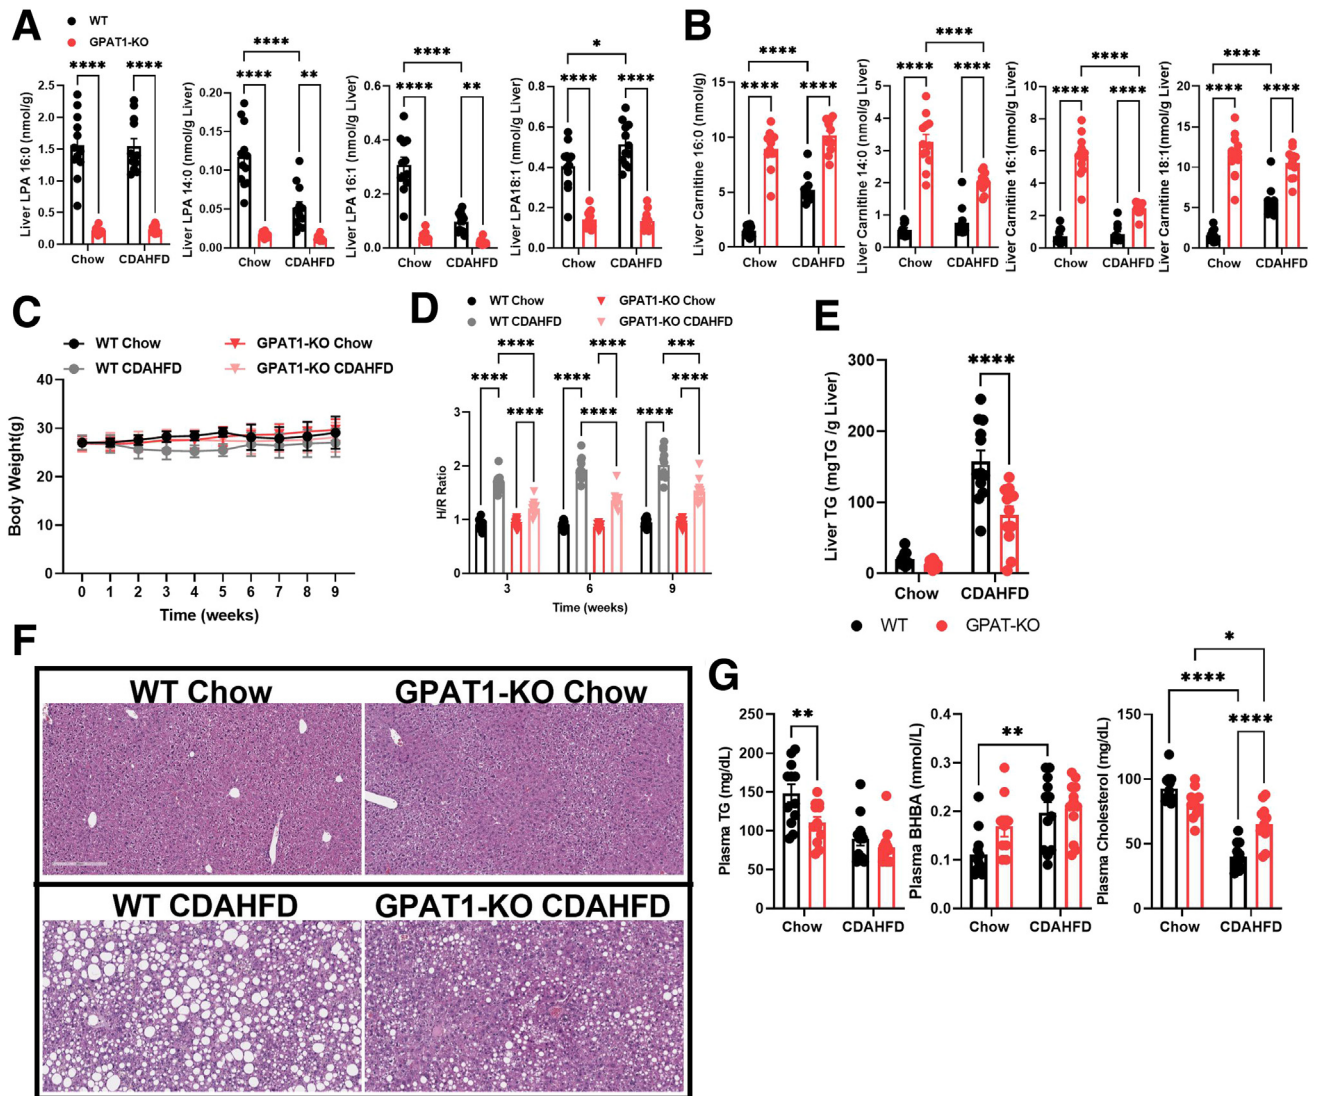 A
WT
GPAT1-KO
Liver LPA 16:0 (nmol/g)
2.5
2.0
1.5
1.0
0.5
0.0
****
****
Chow
CDAHFD
Liver LPA 14:0 (nmol/g Liver)
0.20
0.15
0.10
0.05
0.00
****
****
**
Chow
CDAHFD
Liver LPA 16:1 (nmol/g Liver)
0.6
0.4
0.2
0.0
****
****
**
Chow
CDAHFD
Liver LPA18:1 (nmol/g Liver)
0.8
0.6
0.4
0.2
0.0
*
****
****
Chow
CDAHFD
B
Liver Carnitine 16:0 (nmol/g)
15
10
5
0
****
****
****
Chow
CDAHFD
Liver Carnitine 14:0 (nmol/g Liver)
5
4
3
2
1
0
****
****
****
Chow
CDAHFD
Liver Carnitine 16:1(nmol/g Liver)
10
8
6
4
2
0
****
****
****
Chow
CDAHFD
Liver Carnitine 18:1(nmol/g Liver)
20
15
10
5
0
****
****
****
Chow
CDAHFD
C
WT Chow
GPAT1-KO Chow
WT CDAHFD
GPAT1-KO CDAHFD
Body Weight(g)
40
30
20
10
0
0 1 2 3 4 5 6 7 8 9
Time (weeks)
D
WT Chow
GPAT1-KO Chow
WT CDAHFD
GPAT1-KO CDAHFD
H/R Ratio
3
2
1
0
****
****
***
****
****
****
****
****
****
3 6 9
Time (weeks)
E
Liver TG (mgTG /g Liver)
300
200
100
0
****
Chow
CDAHFD
WT
GPAT-KO
F
WT Chow
GPAT1-KO Chow
WT CDAHFD
GPAT1-KO CDAHFD
G
Plasma TG (mg/dL)
250
200
150
100
50
0
**
Chow
CDAHFD
Plasma BHBA (mmol/L)
0.4
0.3
0.2
0.1
0.0
**
Chow
CDAHFD
Plasma Cholesterol (mg/dL)
150
100
50
0
*
****
****
Chow
CDAHFD